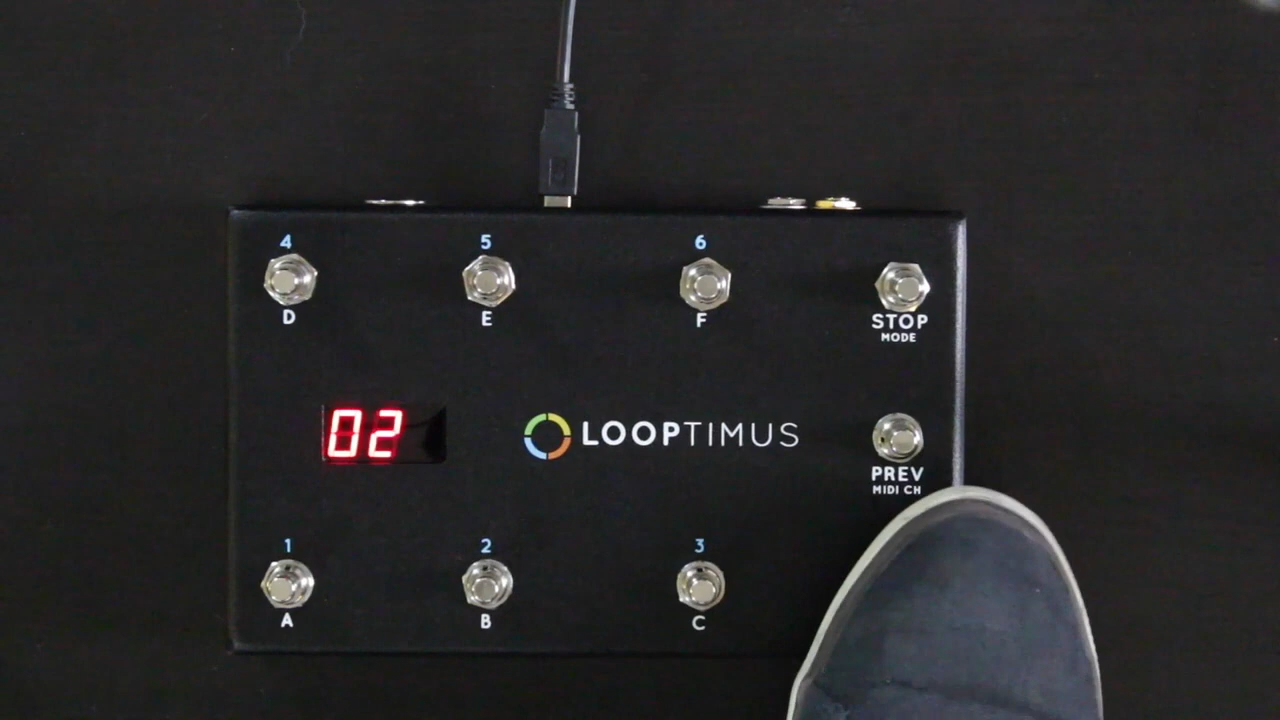 4 5 6
D E F STOP
MODE
02 LOOPTIMUS
PREV
MIDI CH
1 2 3
A B C